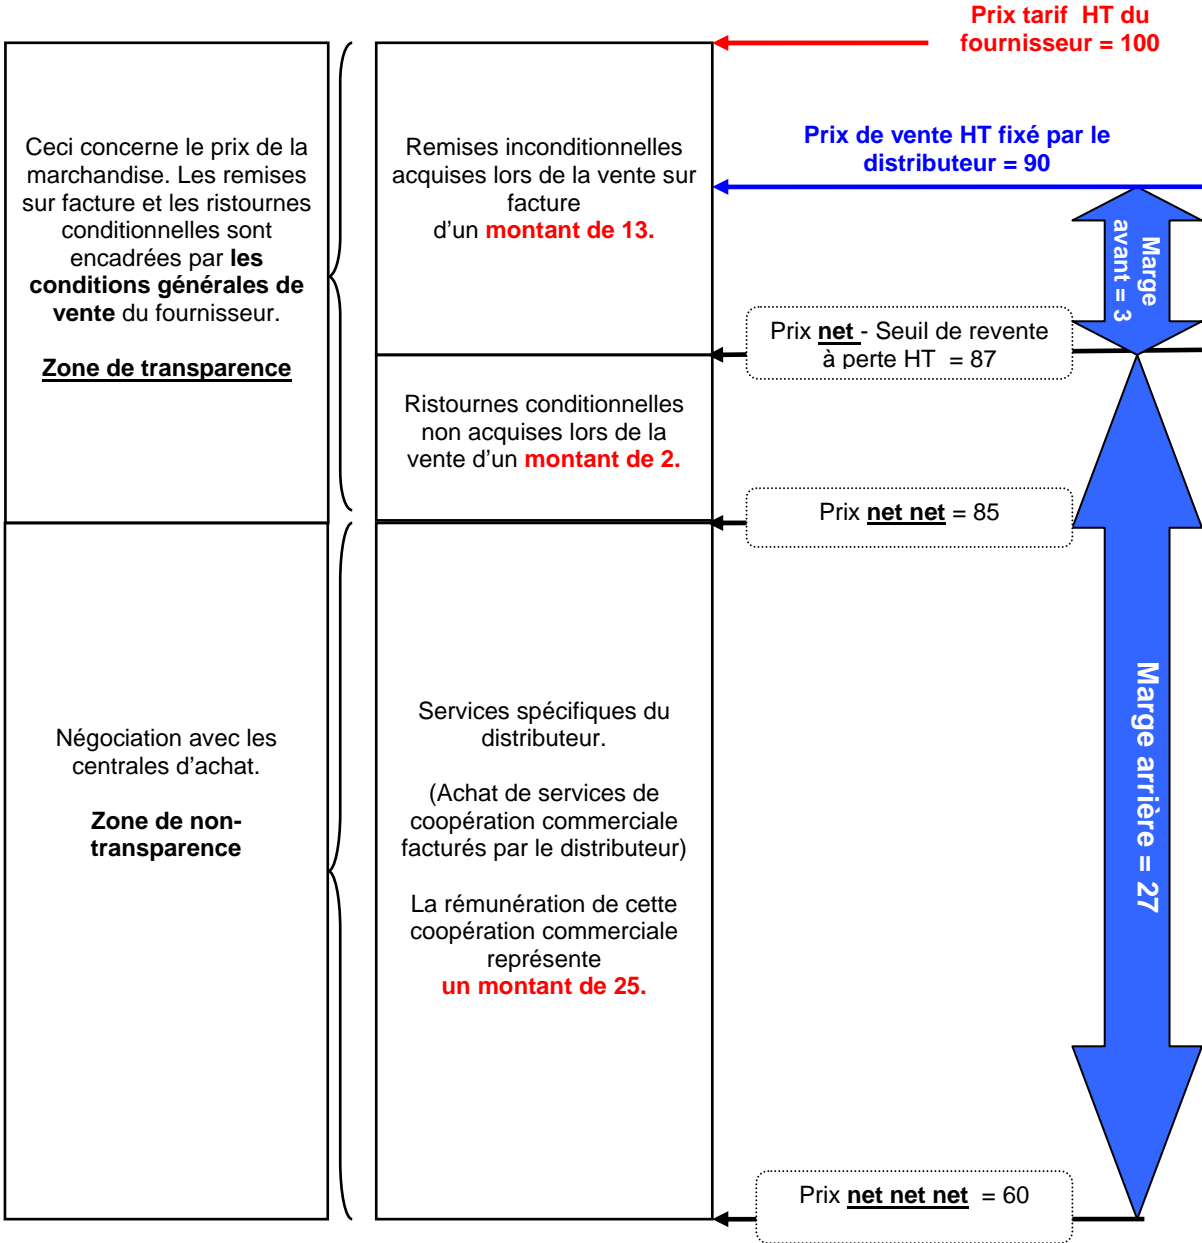 Prix tarif HT du
fournisseur = 100
Ceci concerne le prix de la
marchandise. Les remises
sur facture et les ristournes
conditionnelles sont
encadrées par les
conditions générales de
vente du fournisseur.
Zone de transparence
Remises inconditionnelles
acquises lors de la vente sur
facture
d'un montant de 13.
Prix de vente HT fixé par le
distributeur = 90
Marge
avant = 3
Prix net - Seuil de revente
à perte HT = 87
Ristournes conditionnelles
non acquises lors de la
vente d'un montant de 2.
Prix net net = 85
Négociation avec les
centrales d'achat.
Zone de non-
transparence
Services spécifiques du
distributeur.
(Achat de services de
coopération commerciale
facturés par le distributeur)
La rémunération de cette
coopération commerciale
représente
un montant de 25.
Marge arrière = 27
Prix net net net = 60